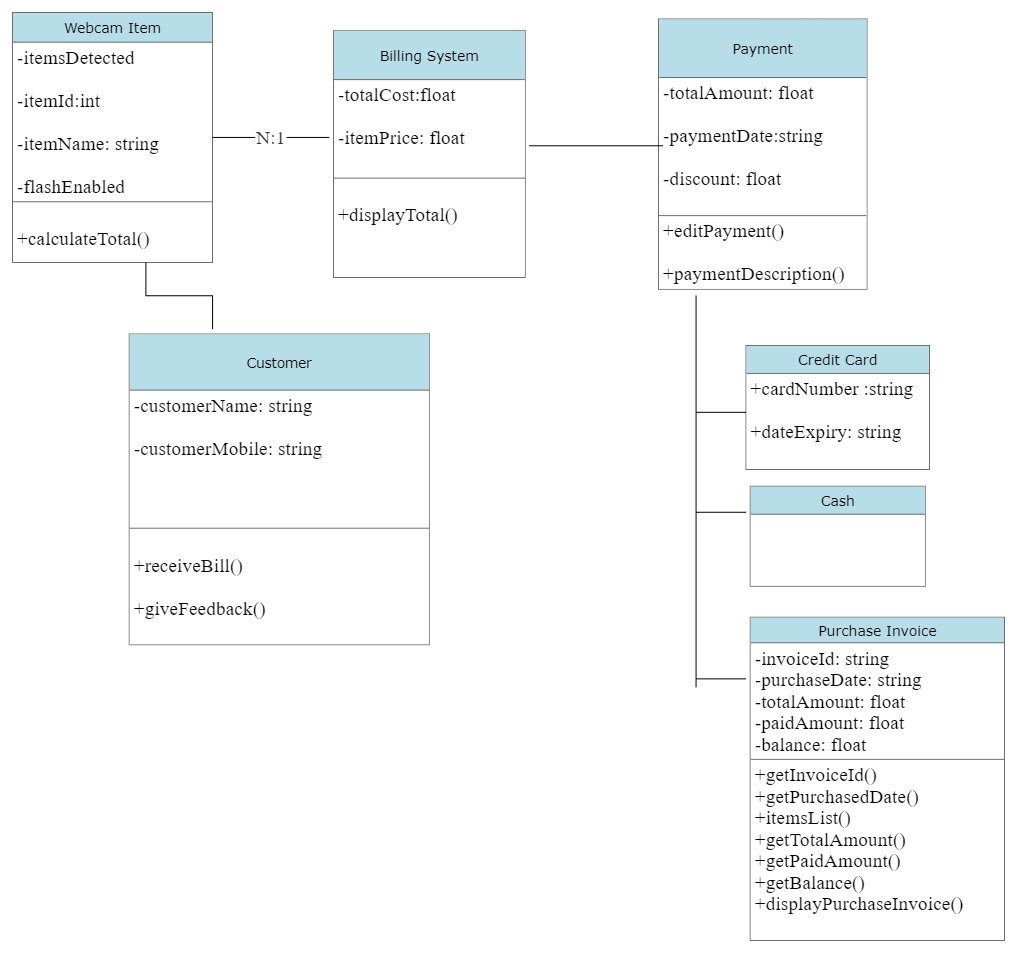 Webcam Item
-itemsDetected
-itemId:int
-itemName: string
-flashEnabled
+calculateTotal()
N:1
Billing System
-totalCost:float
-itemPrice: float
+displayTotal()
Payment
-totalAmount: float
-paymentDate:string
-discount: float
+editPayment()
+paymentDescription()
Customer
-customerName: string
-customerMobile: string
+receiveBill()
+giveFeedback()
Credit Card
+cardNumber :string
+dateExpiry: string
Cash
Purchase Invoice
-invoiceId: string
-purchaseDate: string
-totalAmount: float
-paidAmount: float
-balance: float
+getInvoiceId()
+getPurchasedDate()
+itemsList()
+getTotalAmount()
+getPaidAmount()
+getBalance()
+displayPurchaseInvoice()